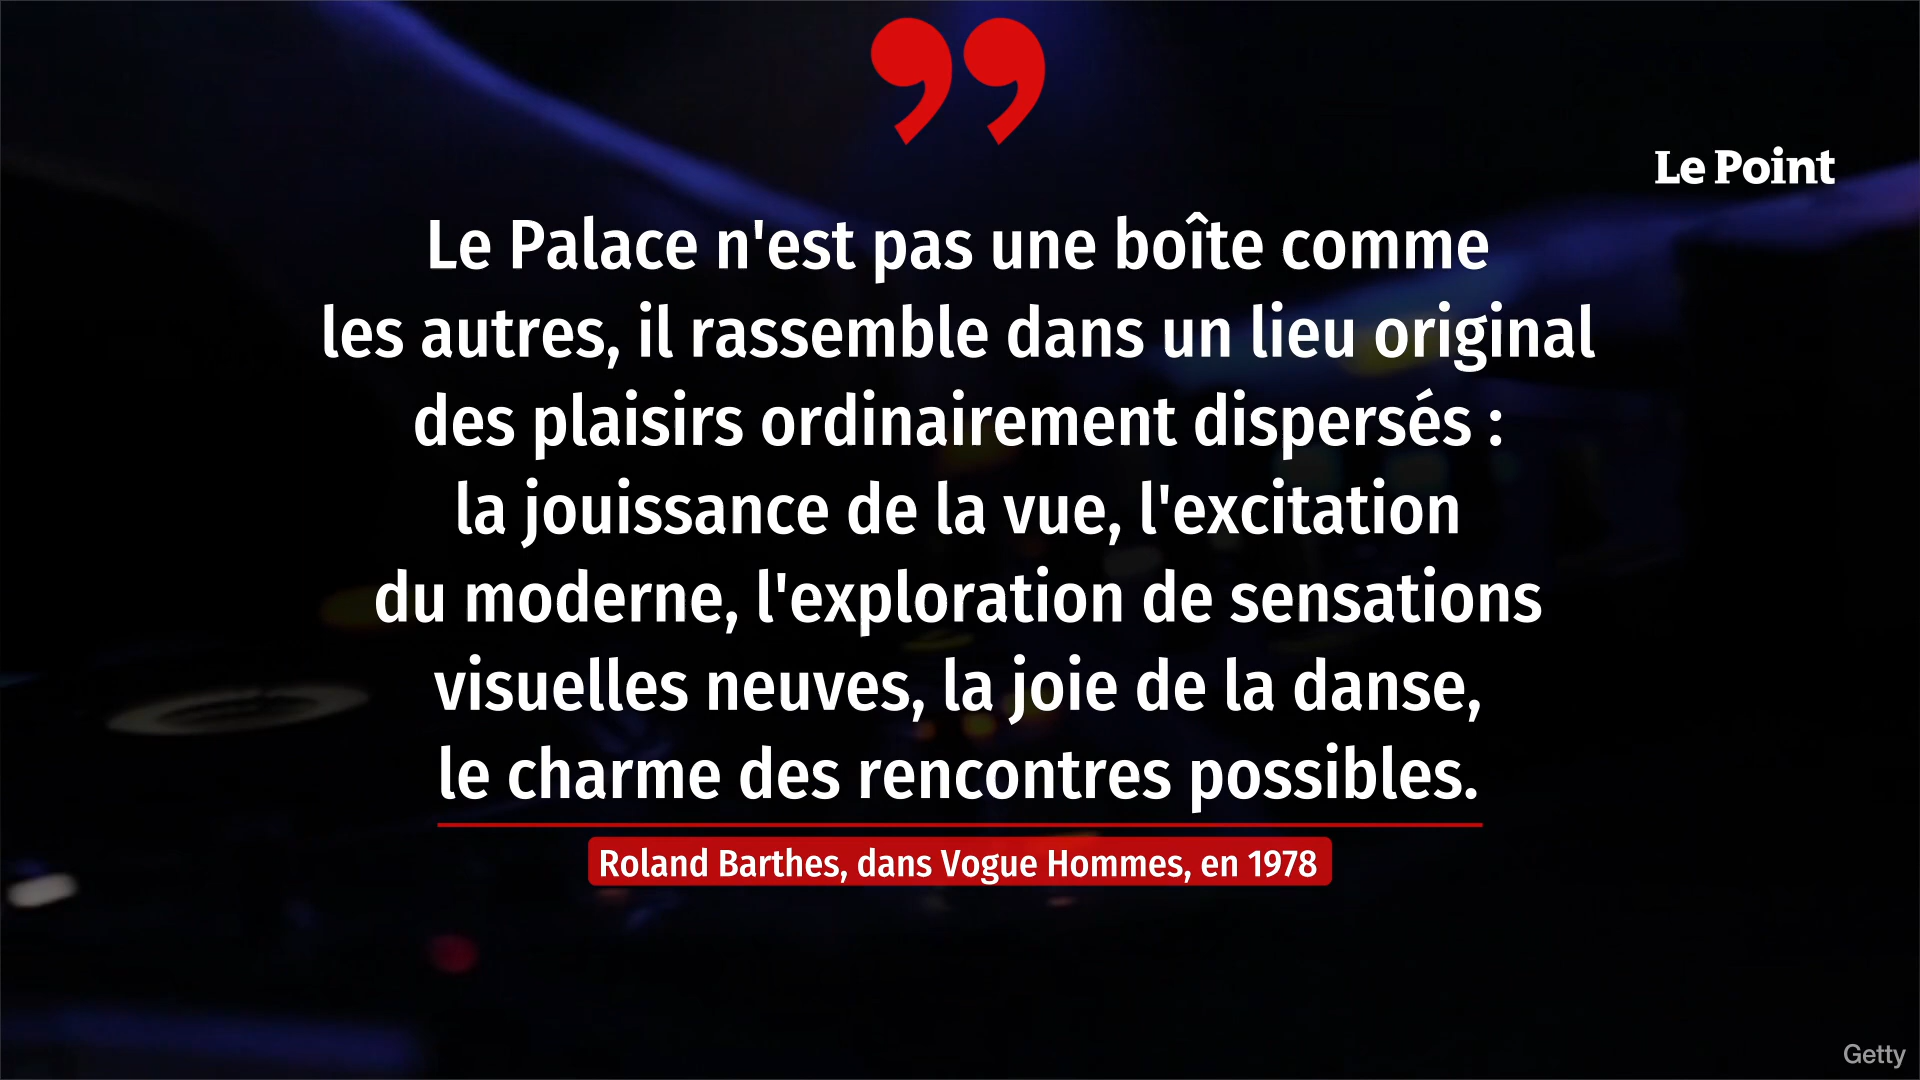 ”
Le Point
Le Palace n'est pas une boîte comme
les autres, il rassemble dans un lieu original
des plaisirs ordinairement dispersés :
la jouissance de la vue, l'excitation
du moderne, l'exploration de sensations
visuelles neuves, la joie de la danse,
le charme des rencontres possibles.
Roland Barthes, dans Vogue Hommes, en 1978
Getty